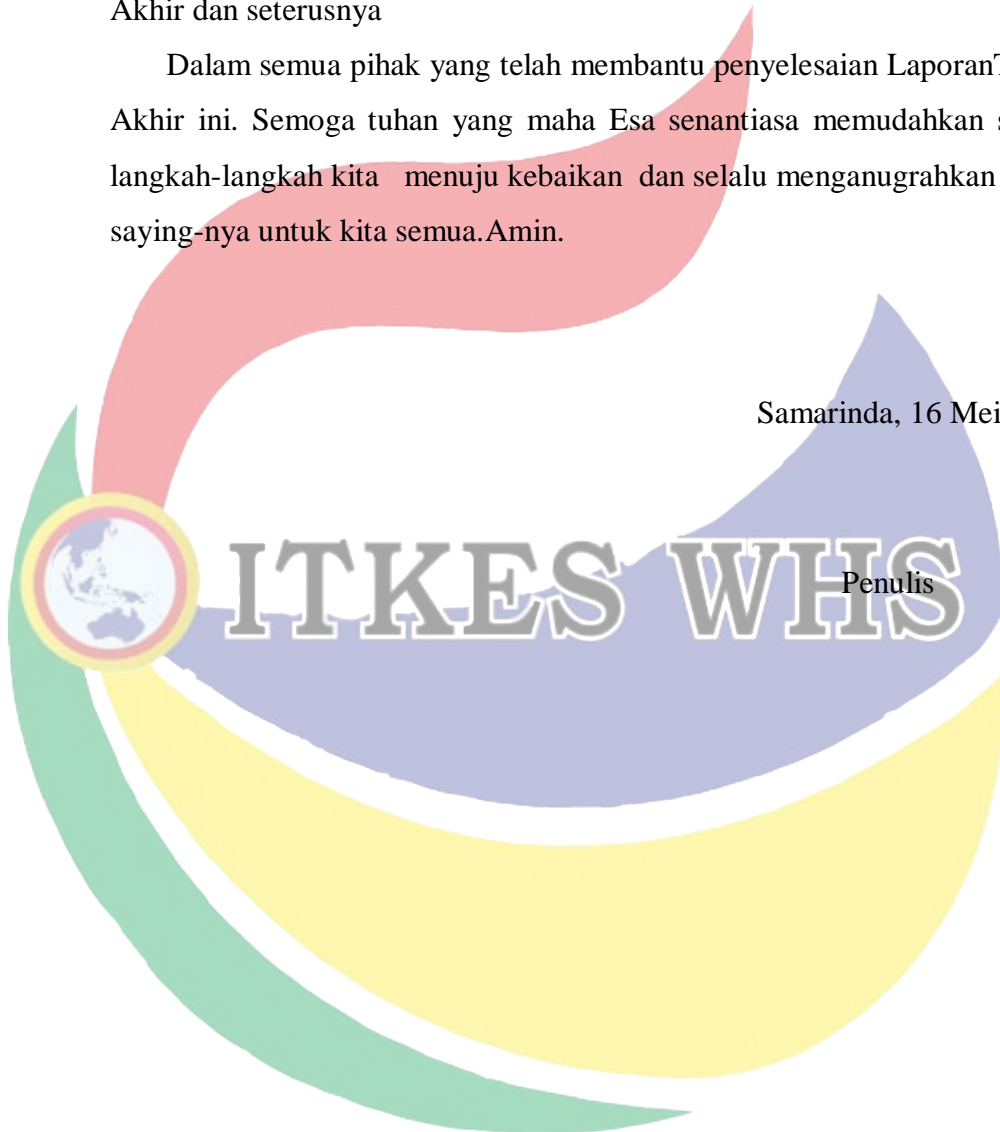 Akhir dan seterusnya
Dalam semua pihak yang telah membantu penyelesaian Laporan
Akhir ini. Semoga tuhan yang maha Esa senantiasa memudahkan
langkah-langkah kita menuju kebaikan dan selalu menganugrahkan
saying-nya untuk kita semua.Amin.
Samarinda, 16 Mei
ITKES WHS
Penulis